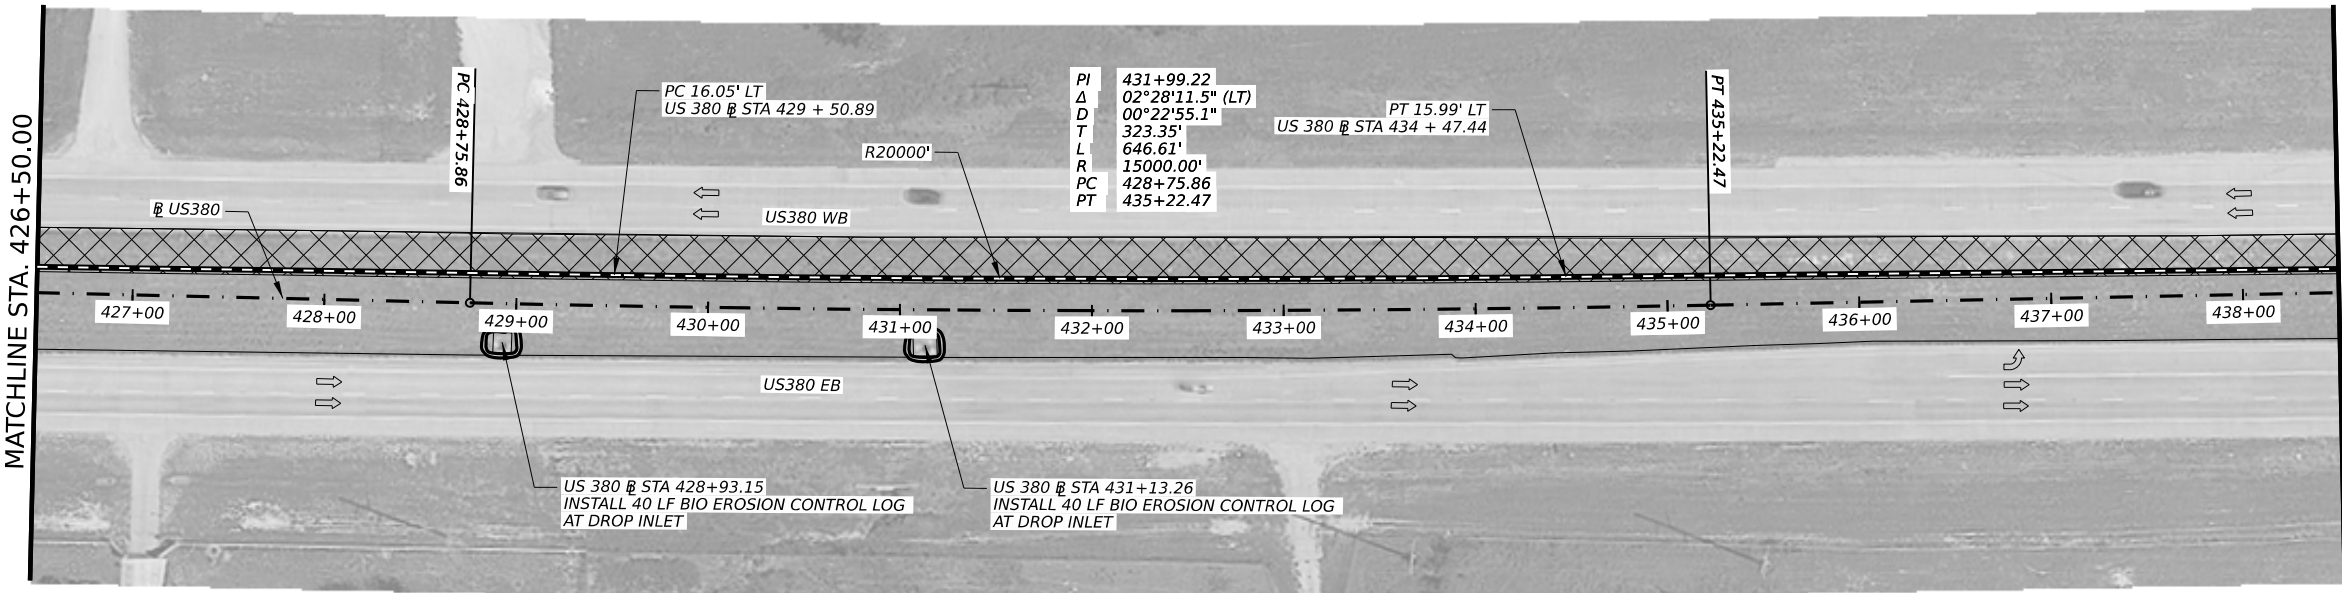 MATCHLINE STA. 426+50.00
PC 428+75.86
PC 16.05' LT
US 380 BL STA 429 + 50.89
R20000'
PI 431+99.22
Δ 02°28'11.5" (LT)
D 00°22'55.1"
T 323.35'
L 646.61'
R 15000.00'
PC 428+75.86
PT 435+22.47
PT 15.99' LT
US 380 BL STA 434 + 47.44
PT 435+22.47
BL US380
US380 WB
427+00
428+00
429+00
430+00
431+00
432+00
433+00
434+00
435+00
436+00
437+00
438+00
US380 EB
US 380 BL STA 428+93.15
INSTALL 40 LF BIO EROSION CONTROL LOG
AT DROP INLET
US 380 BL STA 431+13.26
INSTALL 40 LF BIO EROSION CONTROL LOG
AT DROP INLET